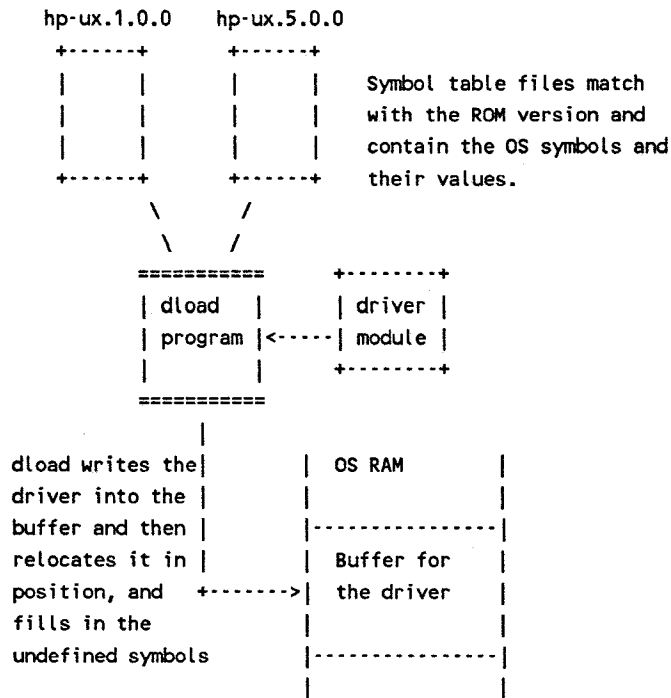 hp-ux.1.0.0 hp-ux.5.0.0
Symbol table files match
with the ROM version and
contain the OS symbols and
their values.
dload
program
driver
module
dload writes the
driver into the
buffer and then
relocates it in
position, and
fills in the
undefined symbols
OS RAM
Buffer for
the driver